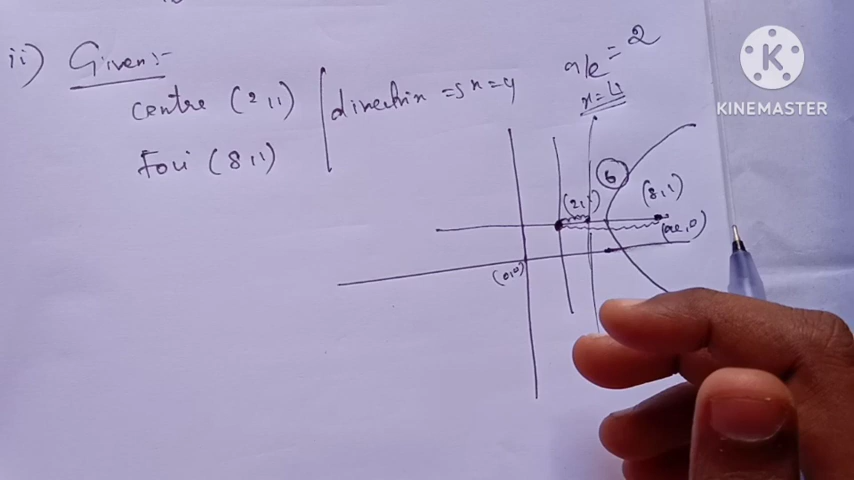 ii) Given:-
centre (2,1) directrix => x=4
Foci (8,1)
a/e = 2
x=4
6
(2,1)
(8,1)
(ae,0)
(0,0)
K
KINEMASTER